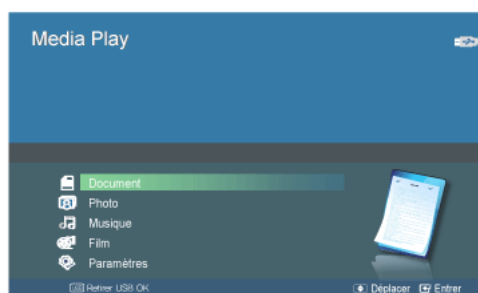 Media Play
Document
Photo
Musique
Film
Paramètres
Retirer USB OK
Déplacer Entrer